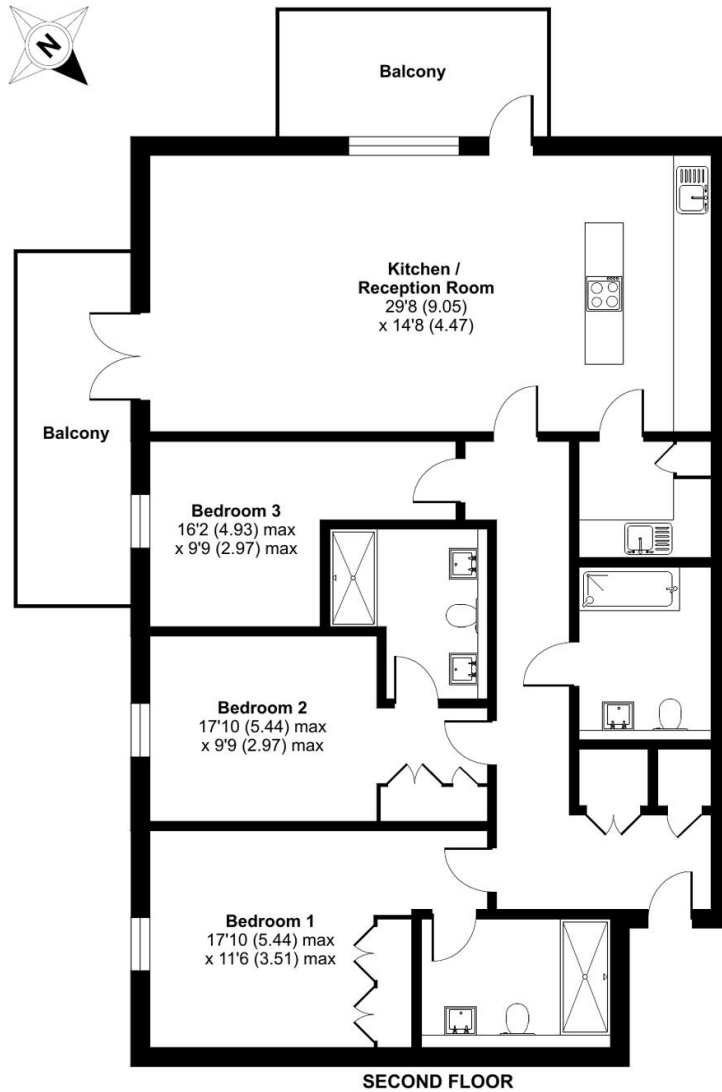 N
Balcony
Kitchen /
Reception Room
29'8 (9.05)
x 14'8 (4.47)
Balcony
Bedroom 3
16'2 (4.93) max
x 9'9 (2.97) max
Bedroom 2
17'10 (5.44) max
x 9'9 (2.97) max
Bedroom 1
17'10 (5.44) max
x 11'6 (3.51) max
SECOND FLOOR